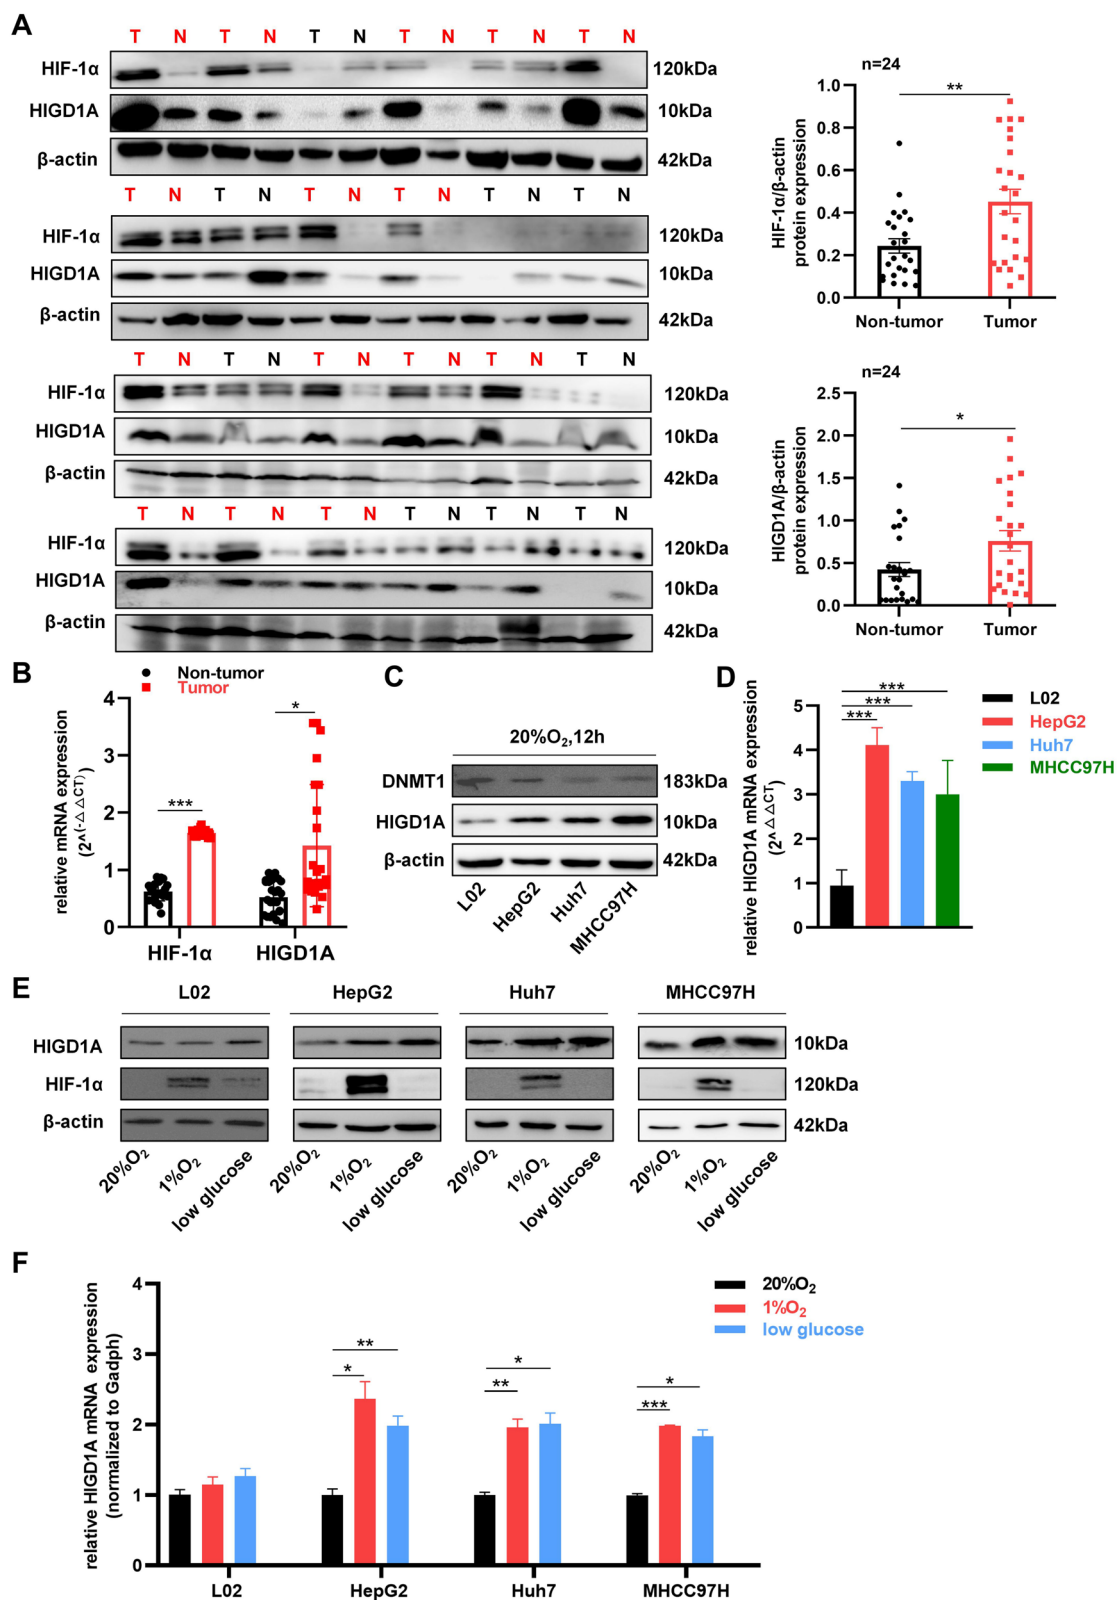 A
T N T N T N T N T N T N
HIF-1α 120kDa
HIGD1A 10kDa
β-actin 42kDa
T N T N T N T N T N T N
HIF-1α 120kDa
HIGD1A 10kDa
β-actin 42kDa
T N T N T N T N T N T N
HIF-1α 120kDa
HIGD1A 10kDa
β-actin 42kDa
T N T N T N T N T N T N
HIF-1α 120kDa
HIGD1A 10kDa
β-actin 42kDa
n=24
**
HIF-1α/β-actin
protein expression
1.0
0.8
0.6
0.4
0.2
0.0
Non-tumor Tumor
n=24
*
HIGD1A/β-actin
protein expression
2.5
2.0
1.5
1.0
0.5
0.0
Non-tumor Tumor
B
Non-tumor
Tumor
relative mRNA expression
(2^(-△△CT))
4
3
2
1
0
***
*
HIF-1α HIGD1A
C
20%O₂,12h
DNMT1 183kDa
HIGD1A 10kDa
β-actin 42kDa
L02 HepG2 Huh7 MHCC97H
D
relative HIGD1A mRNA expression
(2^△△CT)
5
4
3
2
1
0
***
***
***
L02
HepG2
Huh7
MHCC97H
E
L02 HepG2 Huh7 MHCC97H
HIGD1A 10kDa
HIF-1α 120kDa
β-actin 42kDa
20%O₂ 1%O₂ low glucose 20%O₂ 1%O₂ low glucose 20%O₂ 1%O₂ low glucose 20%O₂ 1%O₂ low glucose
F
relative HIGD1A mRNA expression
(normalized to Gadph)
4
3
2
1
0
**
*
*
**
*
***
20%O₂
1%O₂
low glucose
L02 HepG2 Huh7 MHCC97H